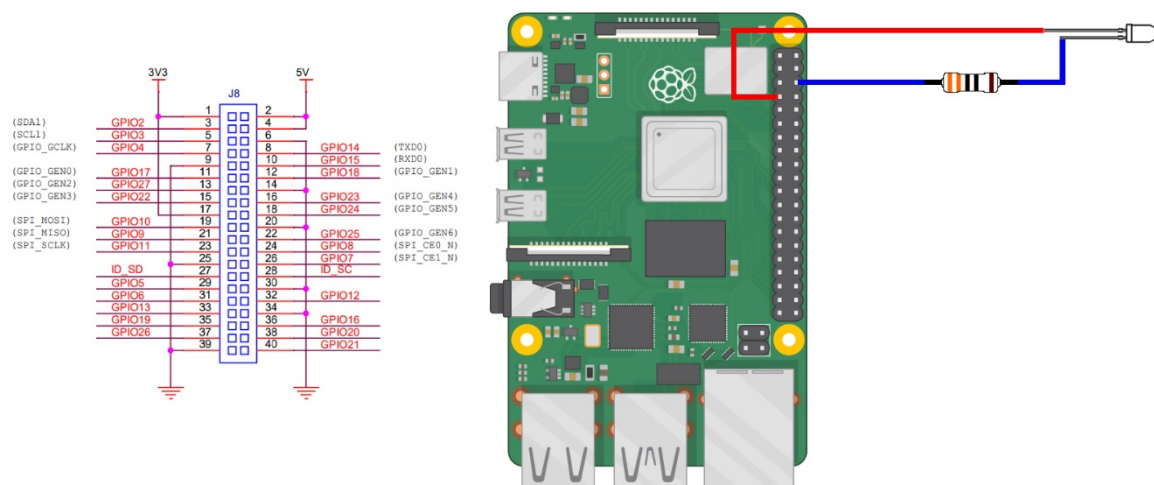 3V3 5V
J8
1 2
(SDA1) GPIO2 3 4
(SCL1) GPIO3 5 6
(GPIO_GCLK) GPIO4 7 8 GPIO14 (TXD0)
9 10 GPIO15 (RXD0)
(GPIO_GEN0) GPIO17 11 12 GPIO18 (GPIO_GEN1)
(GPIO_GEN2) GPIO27 13 14
(GPIO_GEN3) GPIO22 15 16 GPIO23 (GPIO_GEN4)
17 18 GPIO24 (GPIO_GEN5)
(SPI_MOSI) GPIO10 19 20
(SPI_MISO) GPIO9 21 22 GPIO25 (GPIO_GEN6)
(SPI_SCLK) GPIO11 23 24 GPIO8 (SPI_CE0_N)
25 26 GPIO7 (SPI_CE1_N)
ID_SD 27 28 ID_SC
GPIO5 29 30
GPIO6 31 32 GPIO12
GPIO13 33 34
GPIO19 35 36 GPIO16
GPIO26 37 38 GPIO20
39 40 GPIO21